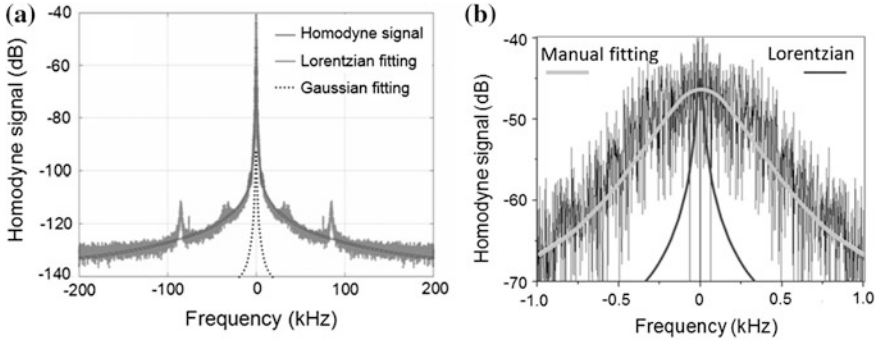 (a)
Homodyne signal (dB)
-40
-60
-80
-100
-120
-140
Homodyne signal
Lorentzian fitting
Gaussian fitting
-200
-100
0
100
200
Frequency (kHz)
(b)
Homodyne signal (dB)
-40
-50
-60
-70
Manual fitting
Lorentzian
-1.0
-0.5
0
0.5
1.0
Frequency (kHz)